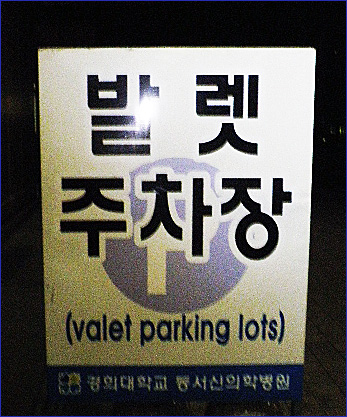 발렛
주차장
(valet parking lots)
경희대학교 동서신의학병원